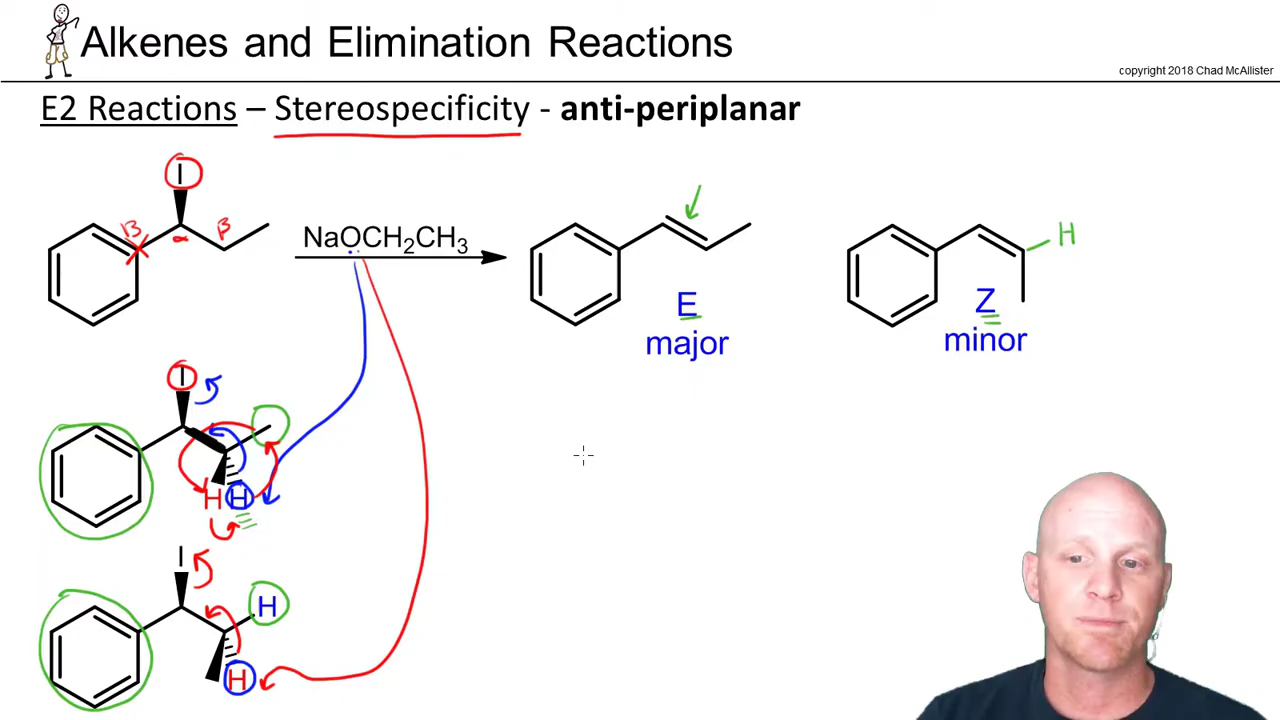 Alkenes and Elimination Reactions
copyright 2018 Chad McAllister
E2 Reactions – Stereospecificity - anti-periplanar
I
β
α
β
NaOCH2CH3
H
E
major
Z
minor
I
H H
I
H
H